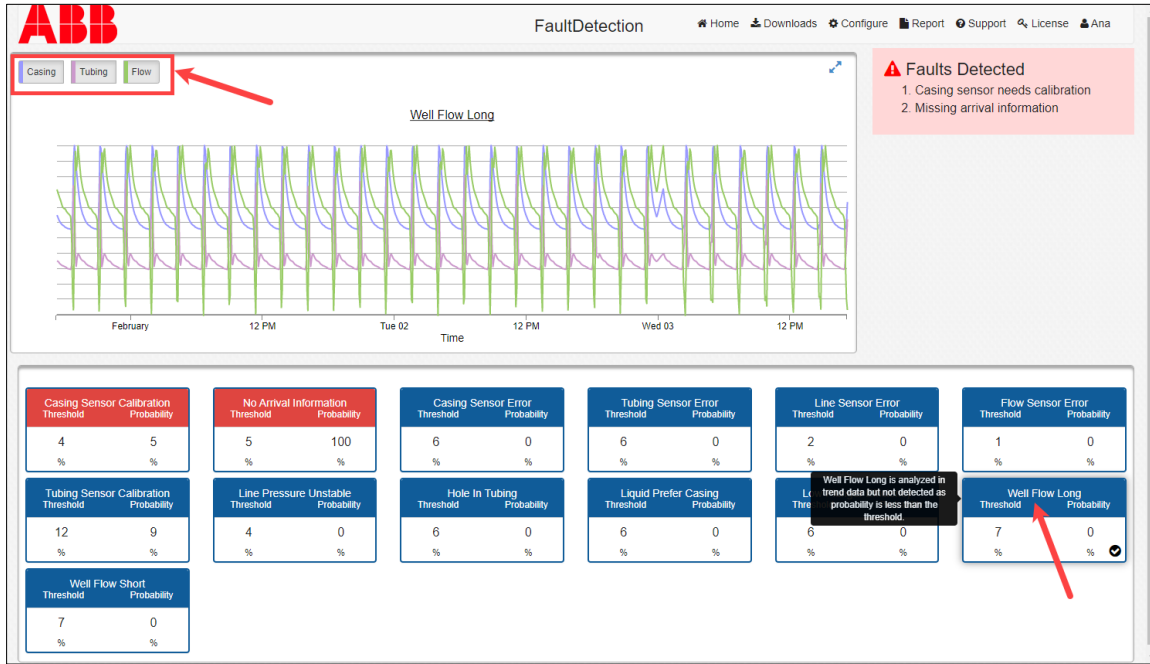 ABB
FaultDetection
Home Downloads Configure Report Support License Ana
Casing Tubing Flow
Well Flow Long
February 12 PM Tue 02 12 PM Wed 03 12 PM
Time
Faults Detected
1. Casing sensor needs calibration
2. Missing arrival information
Casing Sensor Calibration
Threshold Probability
4 5
% %
No Arrival Information
Threshold Probability
5 100
% %
Casing Sensor Error
Threshold Probability
6 0
% %
Tubing Sensor Error
Threshold Probability
6 0
% %
Line Sensor Error
Threshold Probability
2 0
% %
Flow Sensor Error
Threshold Probability
1 0
% %
Tubing Sensor Calibration
Threshold Probability
12 9
% %
Line Pressure Unstable
Threshold Probability
4 0
% %
Hole In Tubing
Threshold Probability
6 0
% %
Liquid Prefer Casing
Threshold Probability
6 0
% %
6 0
% %
Well Flow Long is analyzed in
trend data but not detected as
probability is less than the
threshold.
Well Flow Long
Threshold Probability
7 0
% %
Well Flow Short
Threshold Probability
7 0
% %